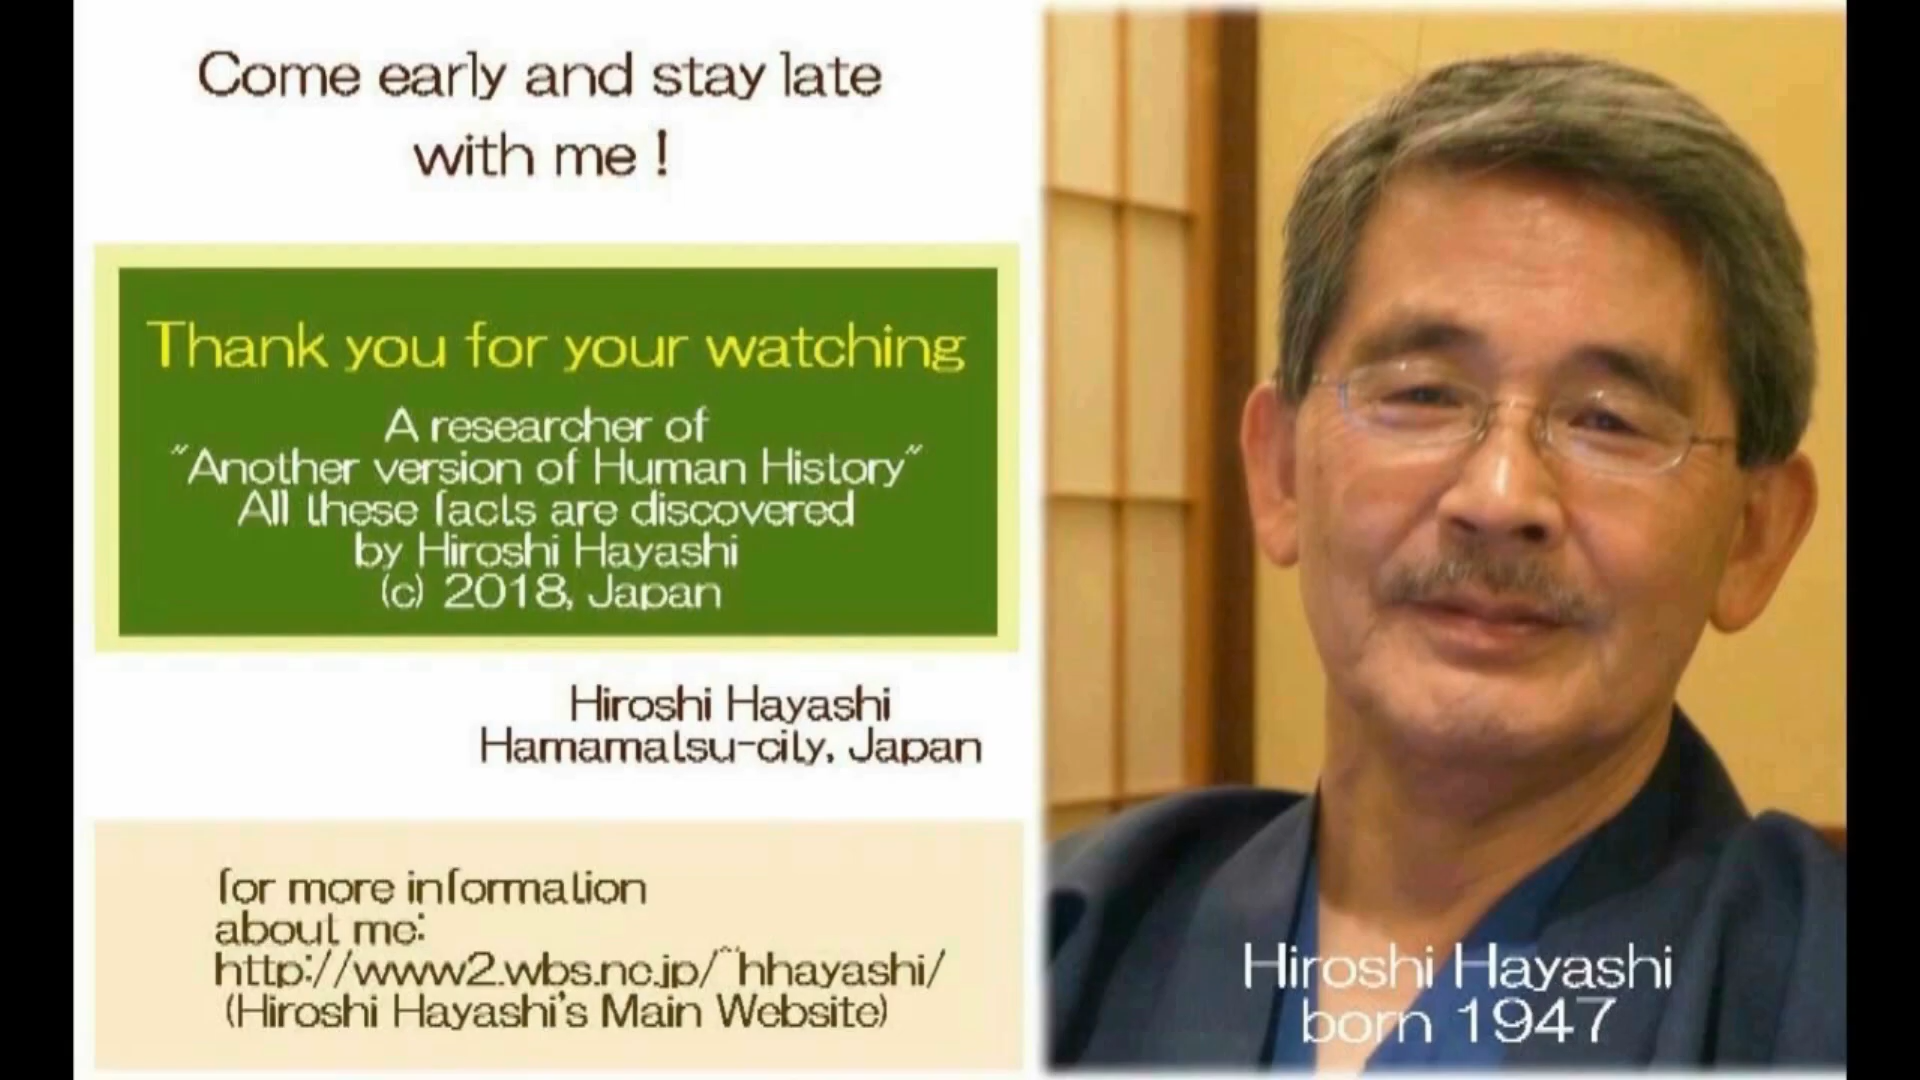 Come early and stay late
with me !
Thank you for your watching
A researcher of
"Another version of Human History"
All these facts are discovered
by Hiroshi Hayashi
(c) 2018, Japan
Hiroshi Hayashi
Hamamatsu-city, Japan
for more information
about me:
http://www2.wbs.ne.jp/~hhayashi/
(Hiroshi Hayashi's Main Website)
Hiroshi Hayashi
born 1947